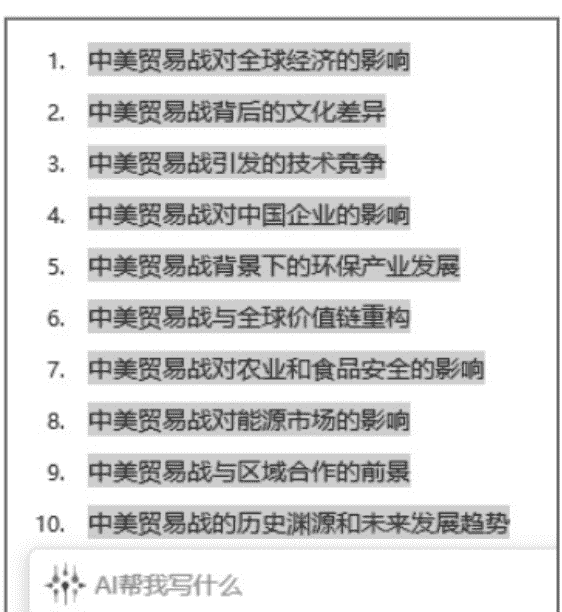 1. 中美贸易战对全球经济的影响
2. 中美贸易战背后的文化差异
3. 中美贸易战引发的技术竞争
4. 中美贸易战对中国企业的影响
5. 中美贸易战背景下的环保产业发展
6. 中美贸易战与全球价值链重构
7. 中美贸易战对农业和食品安全的影响
8. 中美贸易战对能源市场的影响
9. 中美贸易战与区域合作的前景
10. 中美贸易战的历史渊源和未来发展趋势
AI帮我写什么